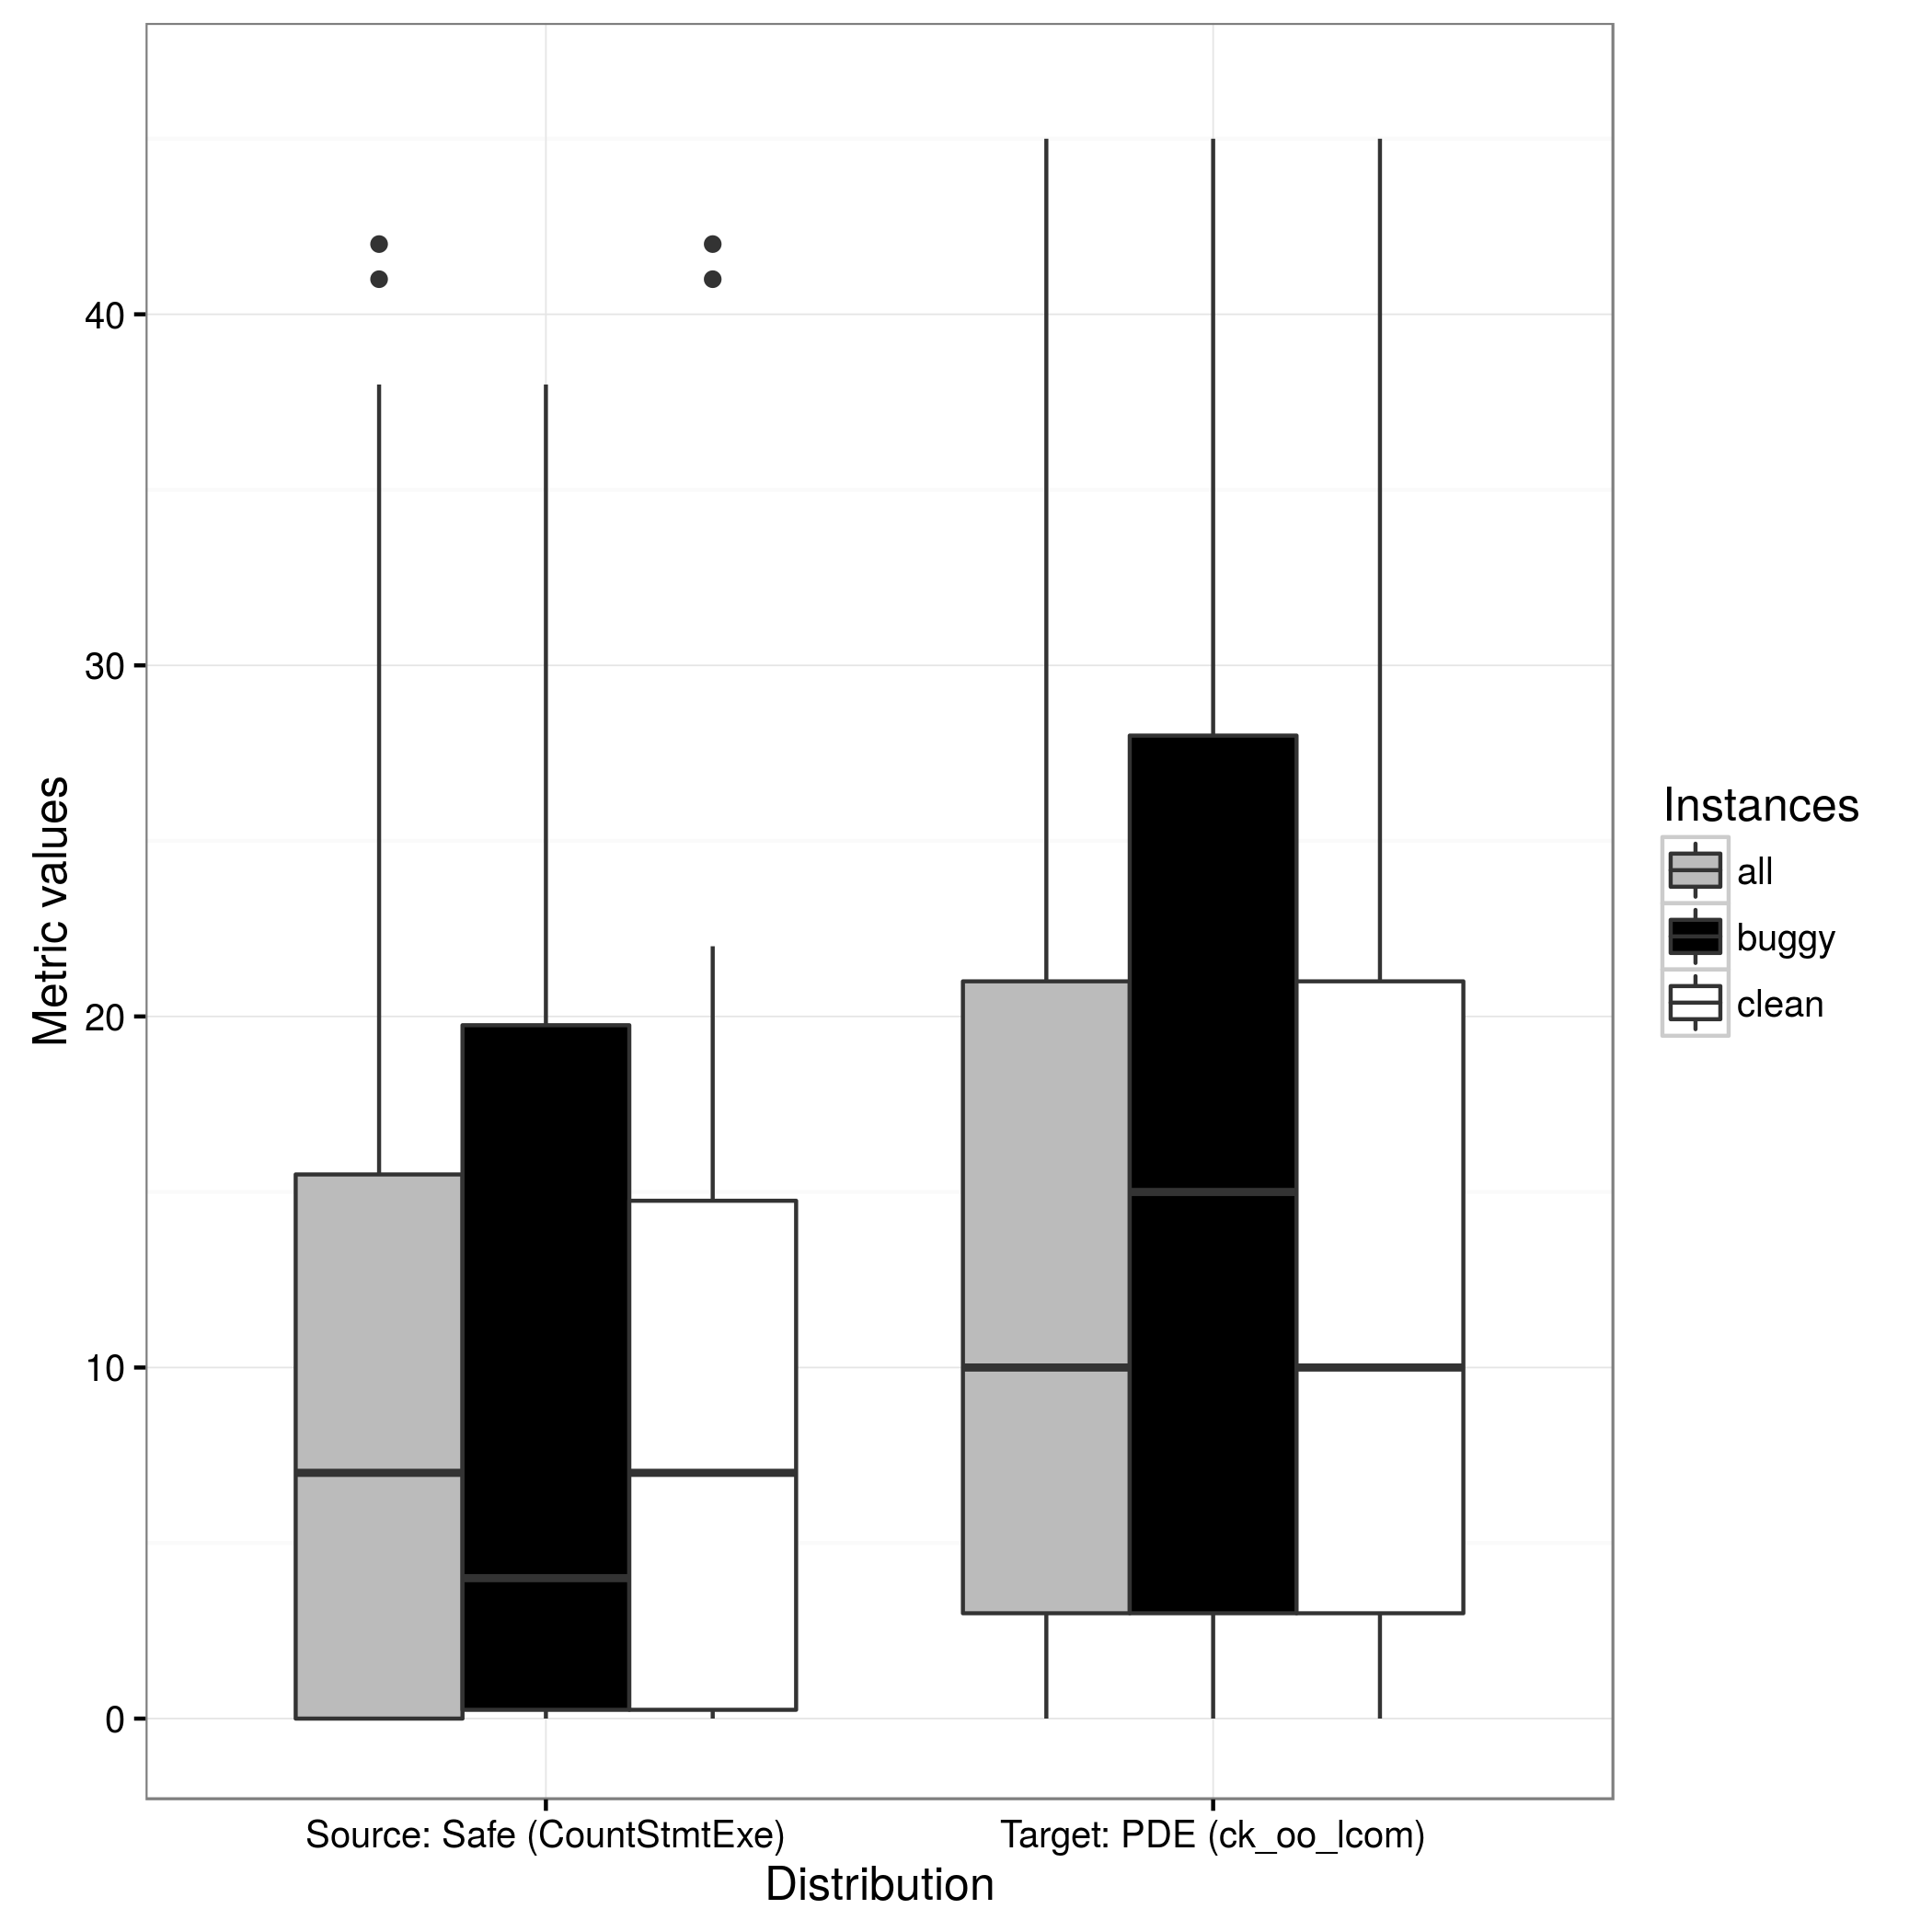 Metric values
40
30
20
10
0
Source: Safe (CountStmtExe)
Target: PDE (ck_oo_lcom)
Distribution
Instances
all
buggy
clean